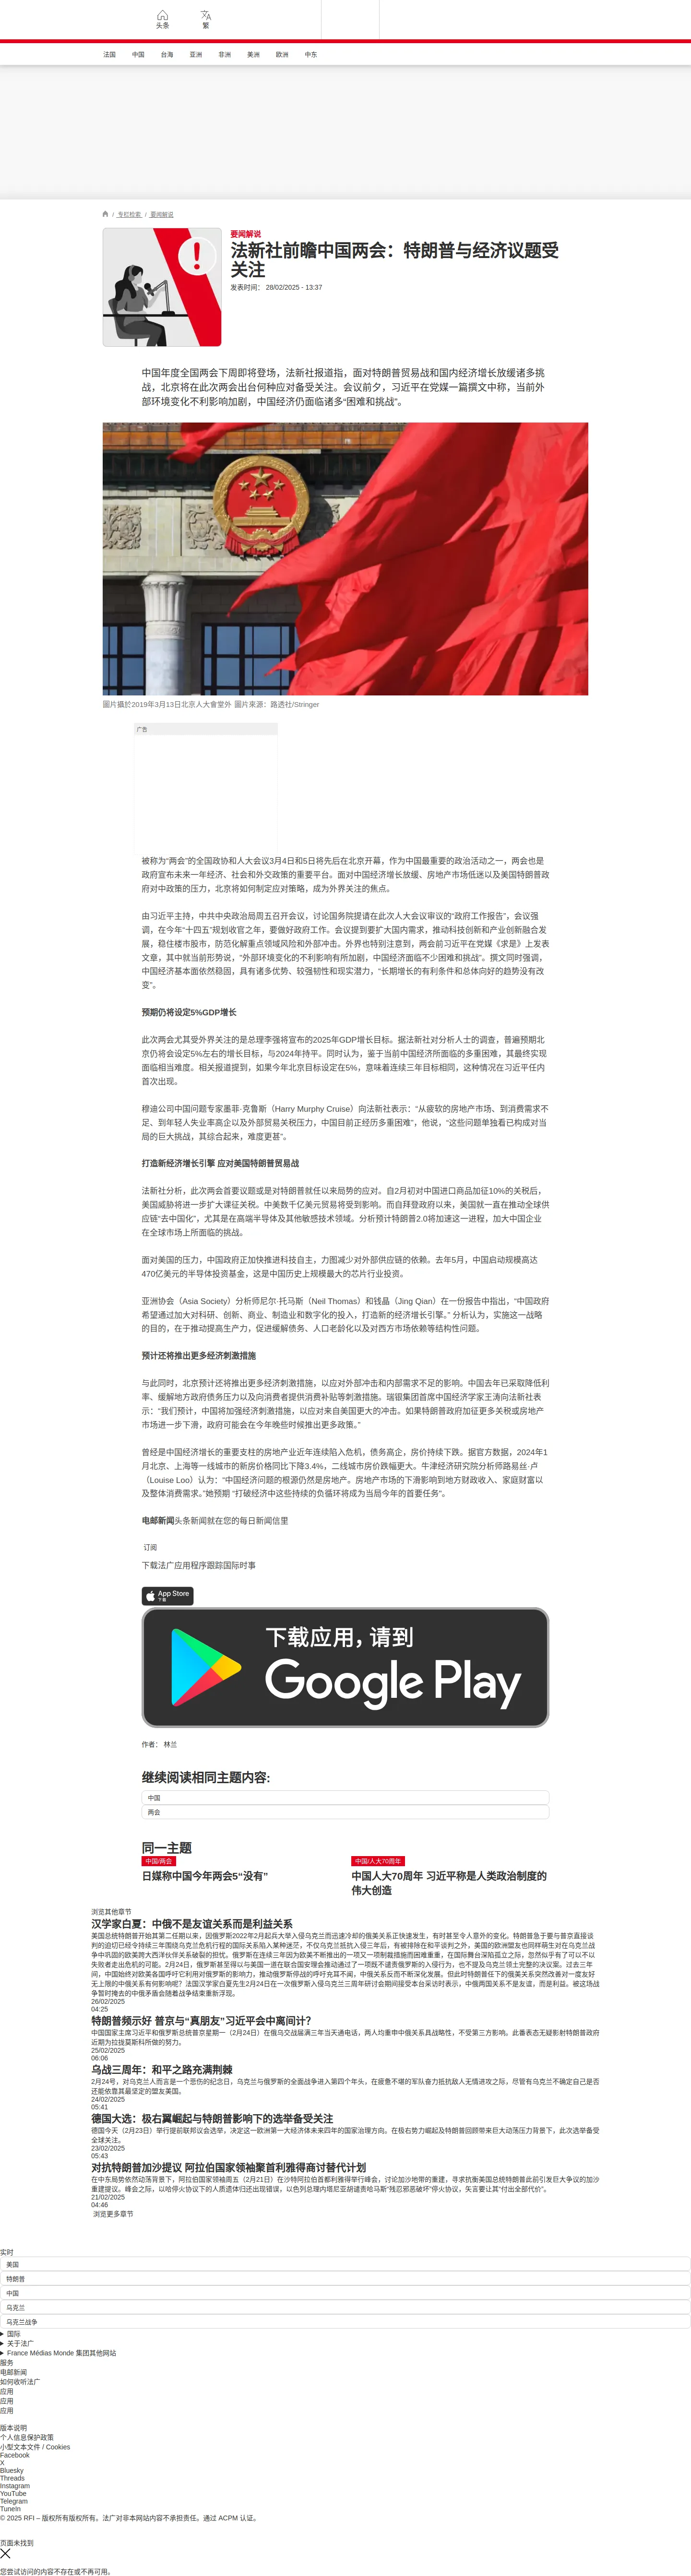 头条
繁
法国 中国 台海 亚洲 非洲 美洲 欧洲 中东
/ 专栏检索 / 要闻解说
要闻解说
法新社前瞻中国两会：特朗普与经济议题受
关注
发表时间： 28/02/2025 - 13:37
中国年度全国两会下周即将登场，法新社报道指，面对特朗普贸易战和国内经济增长放缓诸多挑
战，北京将在此次两会出台何种应对备受关注。会议前夕，习近平在党媒一篇撰文中称，当前外
部环境变化不利影响加剧，中国经济仍面临诸多“困难和挑战”。
圖片攝於2019年3月13日北京人大會堂外 圖片來源：路透社/Stringer
广告
被称为“两会”的全国政协和人大会议3月4日和5日将先后在北京开幕，作为中国最重要的政治活动之一，两会也是
政府宣布未来一年经济、社会和外交政策的重要平台。面对中国经济增长放缓、房地产市场低迷以及美国特朗普政
府对中政策的压力，北京将如何制定应对策略，成为外界关注的焦点。
由习近平主持，中共中央政治局周五召开会议，讨论国务院提请在此次人大会议审议的“政府工作报告”，会议强
调，在今年“十四五”规划收官之年，要做好政府工作。会议提到要扩大国内需求，推动科技创新和产业创新融合发
展，稳住楼市股市，防范化解重点领域风险和外部冲击。外界也特别注意到，两会前习近平在党媒《求是》上发表
文章，其中就当前形势说，“外部环境变化的不利影响有所加剧，中国经济面临不少困难和挑战”。撰文同时强调，
中国经济基本面依然稳固，具有诸多优势、较强韧性和现实潜力，“长期增长的有利条件和总体向好的趋势没有改
变”。
预期仍将设定5%GDP增长
此次两会尤其受外界关注的是总理李强将宣布的2025年GDP增长目标。据法新社对分析人士的调查，普遍预期北
京仍将会设定5%左右的增长目标，与2024年持平。同时认为，鉴于当前中国经济所面临的多重困难，其最终实现
面临相当难度。相关报道提到，如果今年北京目标设定在5%，意味着连续三年目标相同，这种情况在习近平任内
首次出现。
穆迪公司中国问题专家墨菲·克鲁斯（Harry Murphy Cruise）向法新社表示：“从疲软的房地产市场、到消费需求不
足、到年轻人失业率高企以及外部贸易关税压力，中国目前正经历多重困难”，他说，“这些问题单独看已构成对当
局的巨大挑战，其综合起来，难度更甚”。
打造新经济增长引擎 应对美国特朗普贸易战
法新社分析，此次两会首要议题或是对特朗普就任以来局势的应对。自2月初对中国进口商品加征10%的关税后，
美国威胁将进一步扩大课征关税。中美数千亿美元贸易将受到影响。而自拜登政府以来，美国就一直在推动全球供
应链“去中国化”，尤其是在高端半导体及其他敏感技术领域。分析预计特朗普2.0将加速这一进程，加大中国企业
在全球市场上所面临的挑战。
面对美国的压力，中国政府正加快推进科技自主，力图减少对外部供应链的依赖。去年5月，中国启动规模高达
470亿美元的半导体投资基金，这是中国历史上规模最大的芯片行业投资。
亚洲协会（Asia Society）分析师尼尔·托马斯（Neil Thomas）和钱晶（Jing Qian）在一份报告中指出，“中国政府
希望通过加大对科研、创新、商业、制造业和数字化的投入，打造新的经济增长引擎。” 分析认为，实施这一战略
的目的，在于推动提高生产力，促进缓解债务、人口老龄化以及对西方市场依赖等结构性问题。
预计还将推出更多经济刺激措施
与此同时，北京预计还将推出更多经济刺激措施，以应对外部冲击和内部需求不足的影响。中国去年已采取降低利
率、缓解地方政府债务压力以及向消费者提供消费补贴等刺激措施。瑞银集团首席中国经济学家王涛向法新社表
示：“我们预计，中国将加强经济刺激措施，以应对来自美国更大的冲击。如果特朗普政府加征更多关税或房地产
市场进一步下滑，政府可能会在今年晚些时候推出更多政策。”
曾经是中国经济增长的重要支柱的房地产业近年连续陷入危机，债务高企，房价持续下跌。据官方数据，2024年1
月北京、上海等一线城市的新房价格同比下降3.4%，二线城市房价跌幅更大。牛津经济研究院分析师路易丝·卢
（Louise Loo）认为：“中国经济问题的根源仍然是房地产。房地产市场的下滑影响到地方财政收入、家庭财富以
及整体消费需求。”她预期 “打破经济中这些持续的负循环将成为当局今年的首要任务”。
电邮新闻头条新闻就在您的每日新闻信里
订阅
下载法广应用程序跟踪国际时事
App Store
下载
下载应用，请到
Google Play
作者： 林兰
继续阅读相同主题内容:
中国
两会
同一主题
中国/两会
日媒称中国今年两会5“没有”
中国/人大70周年
中国人大70周年 习近平称是人类政治制度的
伟大创造
浏览其他章节
汉学家白夏：中俄不是友谊关系而是利益关系
美国总统特朗普开始其第二任期以来，因俄罗斯2022年2月起兵大举入侵乌克兰而迅速冷却的俄美关系正快速发生，有时甚至令人意外的变化。特朗普急于要与普京直接谈
判的迫切已经令持续三年围绕乌克兰危机行程的国际关系陷入某种迷茫，不仅乌克兰抵抗入侵三年后，有被排除在和平谈判之外，美国的欧洲盟友也同样萌生对在乌克兰战
争中巩固的欧美跨大西洋伙伴关系破裂的担忧。俄罗斯在连续三年因为欧美不断推出的一项又一项制裁措施而困难重重，在国际舞台深陷孤立之际，忽然似乎有了可以不以
失败者走出危机的可能。2月24日，俄罗斯甚至得以与美国一道在联合国安理会推动通过了一项既不谴责俄罗斯的入侵行为，也不提及乌克兰领土完整的决议案。过去三年
间，中国始终对欧美各国呼吁它利用对俄罗斯的影响力，推动俄罗斯停战的呼吁充耳不闻，中俄关系反而不断深化发展。但此时特朗普任下的俄美关系突然改善对一度友好
无上限的中俄关系有何影响呢？法国汉学家白夏先生2月24日在一次俄罗斯入侵乌克兰三周年研讨会期间接受本台采访时表示，中俄两国关系不是友谊，而是利益。被这场战
争暂时掩去的中俄矛盾会随着战争结束重新浮现。
26/02/2025
04:25
特朗普频示好 普京与“真朋友”习近平会中离间计？
中国国家主席习近平和俄罗斯总统普京星期一（2月24日）在俄乌交战届满三年当天通电话，两人均重申中俄关系具战略性，不受第三方影响。此番表态无疑影射特朗普政府
近期为拉拢莫斯科所做的努力。
25/02/2025
06:06
乌战三周年：和平之路充满荆棘
2月24号，对乌克兰人而言是一个悲伤的纪念日，乌克兰与俄罗斯的全面战争进入第四个年头，在疲惫不堪的军队奋力抵抗敌人无情进攻之际，尽管有乌克兰不确定自己是否
还能依靠其最坚定的盟友美国。
24/02/2025
05:41
德国大选：极右翼崛起与特朗普影响下的选举备受关注
德国今天（2月23日）举行提前联邦议会选举，决定这一欧洲第一大经济体未来四年的国家治理方向。在极右势力崛起及特朗普回颇带来巨大动荡压力背景下，此次选举备受
全球关注。
23/02/2025
05:43
对抗特朗普加沙提议 阿拉伯国家领袖聚首利雅得商讨替代计划
在中东局势依然动荡背景下，阿拉伯国家领袖周五（2月21日）在沙特阿拉伯首都利雅得举行峰会，讨论加沙地带的重建，寻求抗衡美国总统特朗普此前引发巨大争议的加沙
重建提议。峰会之际，以哈停火协议下的人质遗体归还出现错误，以色列总理内塔尼亚胡谴责哈马斯“残忍邪恶破坏”停火协议，矢言要让其“付出全部代价”。
21/02/2025
04:46
浏览更多章节
实时
美国
特朗普
中国
乌克兰
乌克兰战争
国际
关于法广
France Médias Monde 集团其他网站
服务
电邮新闻
如何收听法广
应用
应用
应用
版本说明
个人信息保护政策
小型文本文件 / Cookies
Facebook
X
Bluesky
Threads
Instagram
YouTube
Telegram
TuneIn
© 2025 RFI – 版权所有版权所有。法广对非本网站内容不承担责任。通过 ACPM 认证。
页面未找到
您尝试访问的内容不存在或不再可用。